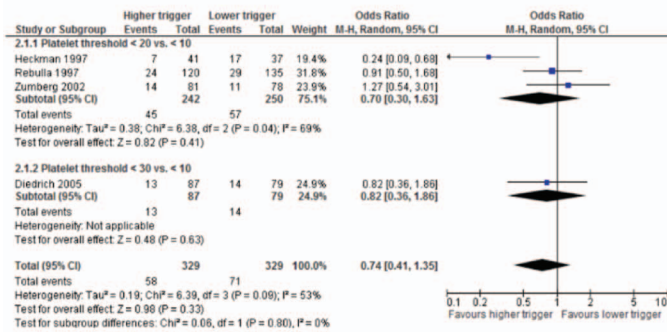 Higher trigger Lower trigger Odds Ratio Odds Ratio
Study or Subgroup Events Total Events Total Weight M-H, Random, 95% CI M-H, Random, 95% CI
2.1.1 Platelet threshold < 20 vs. < 10
Heckman 1997 7 41 17 37 19.4% 0.24 [0.09, 0.68]
Rebulla 1997 24 120 29 135 31.8% 0.91 [0.50, 1.68]
Zumberg 2002 14 81 11 78 23.9% 1.27 [0.54, 3.01]
Subtotal (95% CI) 242 250 75.1% 0.70 [0.30, 1.63]
Total events 45 57
Heterogeneity: Tau² = 0.38; Chi² = 6.38, df = 2 (P = 0.04); I² = 69%
Test for overall effect: Z = 0.82 (P = 0.41)
2.1.2 Platelet threshold < 30 vs. < 10
Diedrich 2005 13 87 14 79 24.9% 0.82 [0.36, 1.86]
Subtotal (95% CI) 87 79 24.9% 0.82 [0.36, 1.86]
Total events 13 14
Heterogeneity: Not applicable
Test for overall effect: Z = 0.48 (P = 0.63)
Total (95% CI) 329 329 100.0% 0.74 [0.41, 1.35]
Total events 58 71
Heterogeneity: Tau² = 0.19; Chi² = 6.39, df = 3 (P = 0.09); I² = 53%
Test for overall effect: Z = 0.98 (P = 0.33)
Test for subgroup differences: Chi² = 0.06, df = 1 (P = 0.80), I² = 0%
0.1 0.2 0.5 1 2 5 10
Favours higher trigger Favours lower trigger